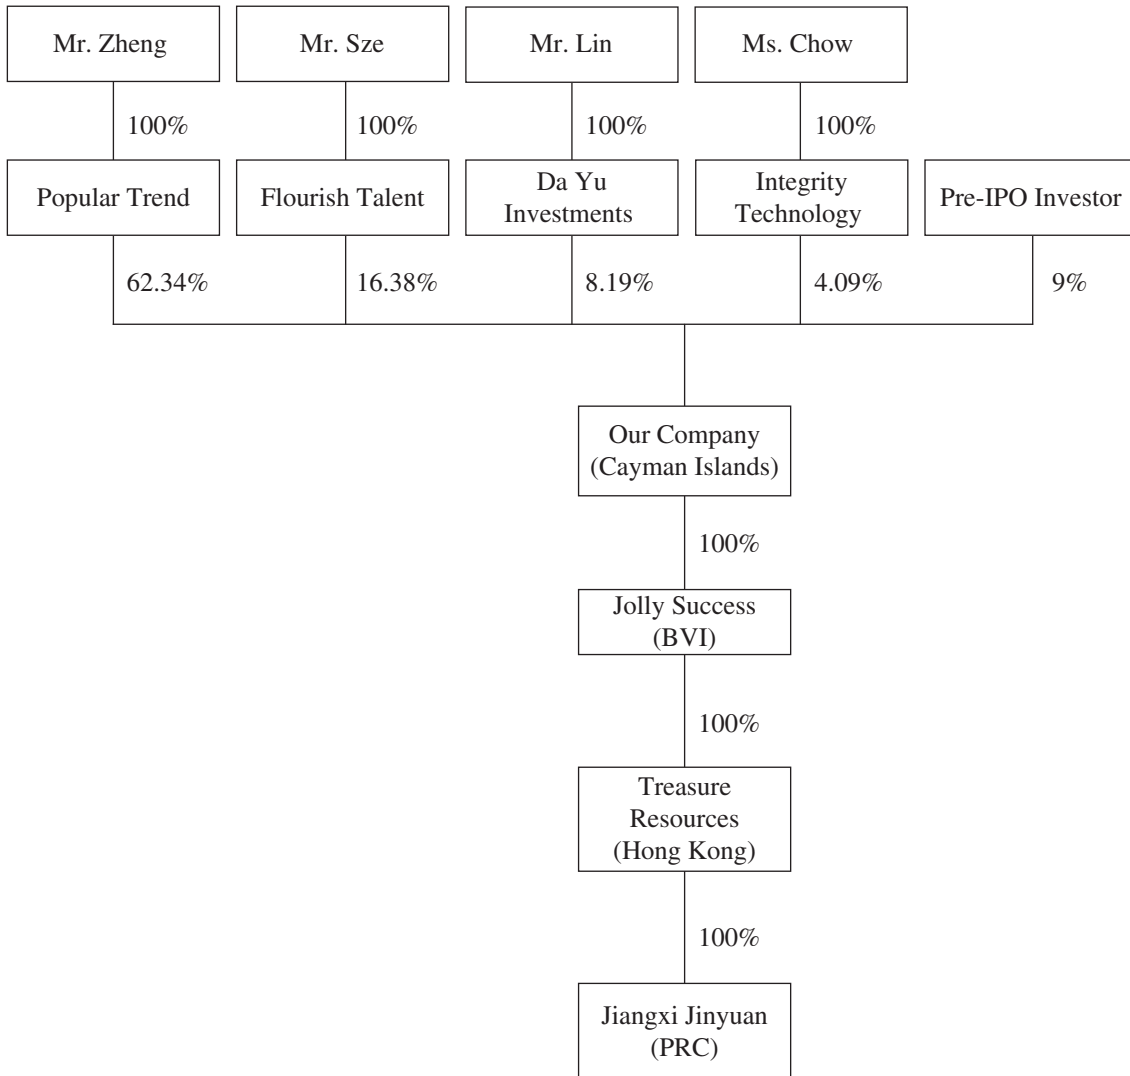 Mr. Zheng
Mr. Sze
Mr. Lin
Ms. Chow
100%
100%
100%
100%
Popular Trend
Flourish Talent
Da Yu
Investments
Integrity
Technology
Pre-IPO Investor
62.34%
16.38%
8.19%
4.09%
9%
Our Company
(Cayman Islands)
100%
Jolly Success
(BVI)
100%
Treasure
Resources
(Hong Kong)
100%
Jiangxi Jinyuan
(PRC)